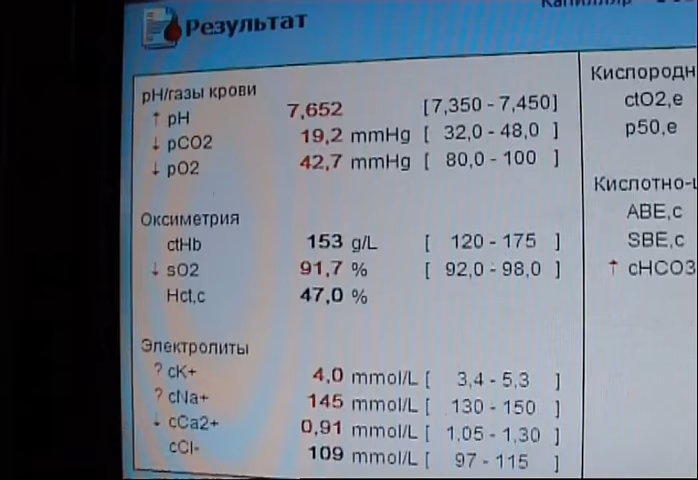 Результат
Капилляр
pH/газы крови
↑ pH 7,652 [7,350 - 7,450]
↓ pCO2 19,2 mmHg [ 32,0 - 48,0 ]
↓ pO2 42,7 mmHg [ 80,0 - 100 ]
Оксиметрия
ctHb 153 g/L [ 120 - 175 ]
↓ sO2 91,7 % [ 92,0 - 98,0 ]
Hct,c 47,0 %
Электролиты
? cK+ 4,0 mmol/L [ 3,4 - 5,3 ]
? cNa+ 145 mmol/L [ 130 - 150 ]
↓ cCa2+ 0,91 mmol/L [ 1,05 - 1,30 ]
cCl- 109 mmol/L [ 97 - 115 ]
Кислородн
ctO2,e
p50,e
Кислотно-
ABE,c
SBE,c
↑ cHCO3